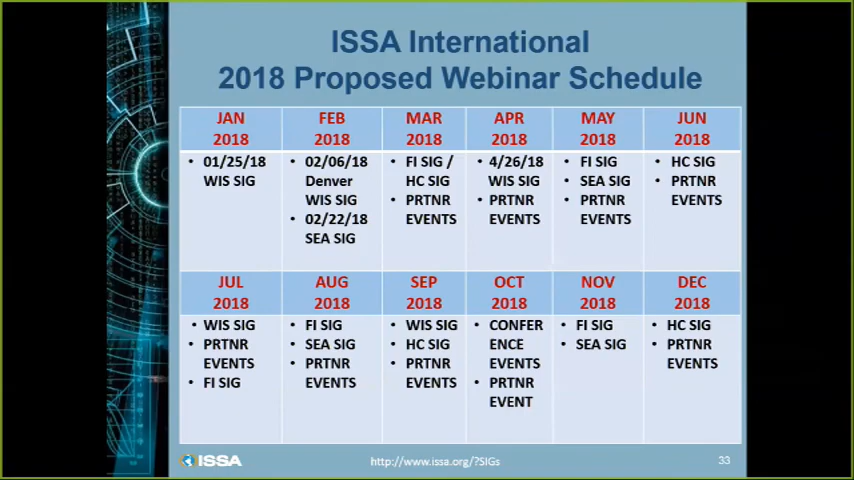 ISSA International
2018 Proposed Webinar Schedule
JAN
2018
FEB
2018
MAR
2018
APR
2018
MAY
2018
JUN
2018
• 01/25/18
WIS SIG
• 02/06/18
Denver
WIS SIG
• 02/22/18
SEA SIG
• FI SIG /
HC SIG
• PRTNR
EVENTS
• 4/26/18
WIS SIG
• PRTNR
EVENTS
• FI SIG
• SEA SIG
• PRTNR
EVENTS
• HC SIG
• PRTNR
EVENTS
JUL
2018
AUG
2018
SEP
2018
OCT
2018
NOV
2018
DEC
2018
• WIS SIG
• PRTNR
EVENTS
• FI SIG
• FI SIG
• SEA SIG
• PRTNR
EVENTS
• WIS SIG
• HC SIG
• PRTNR
EVENTS
• CONFER
ENCE
EVENTS
• PRTNR
EVENT
• FI SIG
• SEA SIG
• HC SIG
• PRTNR
EVENTS
ISSA
http://www.issa.org/?SIGs
33